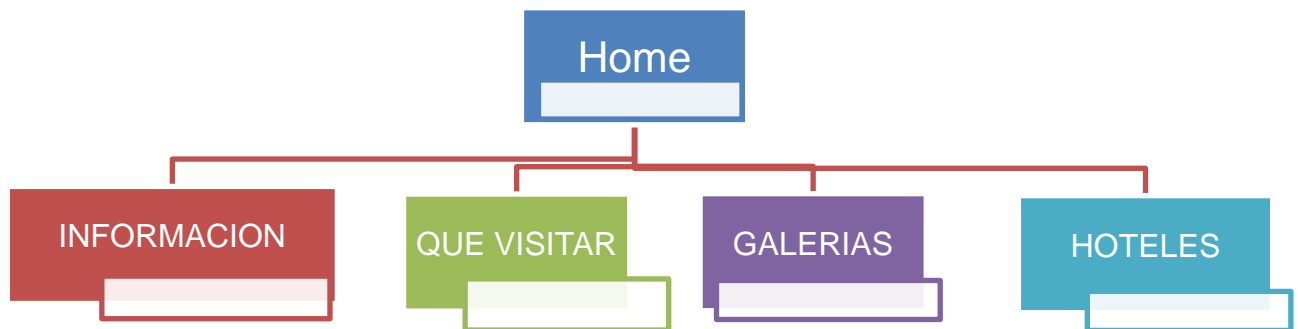 Home
INFORMACION
QUE VISITAR
GALERIAS
HOTELES